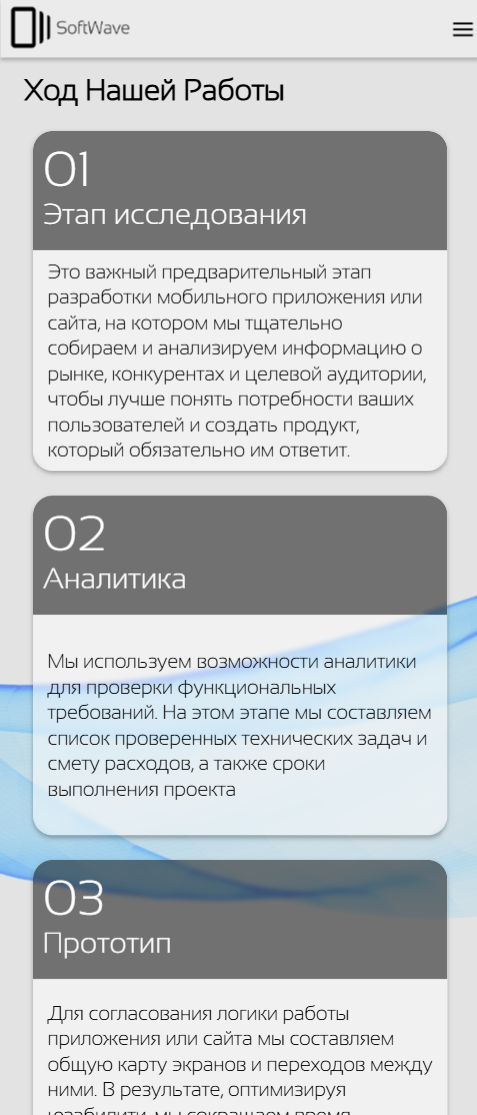 SoftWave
Ход Нашей Работы
01
Этап исследования
Это важный предварительный этап
разработки мобильного приложения или
сайта, на котором мы тщательно
собираем и анализируем информацию о
рынке, конкурентах и целевой аудитории,
чтобы лучше понять потребности ваших
пользователей и создать продукт,
который обязательно им ответит.
02
Аналитика
Мы используем возможности аналитики
для проверки функциональных
требований. На этом этапе мы составляем
список проверенных технических задач и
смету расходов, а также сроки
выполнения проекта
03
Прототип
Для согласования логики работы
приложения или сайта мы составляем
общую карту экранов и переходов между
ними. В результате, оптимизируя
юзабилити, мы сокращаем время